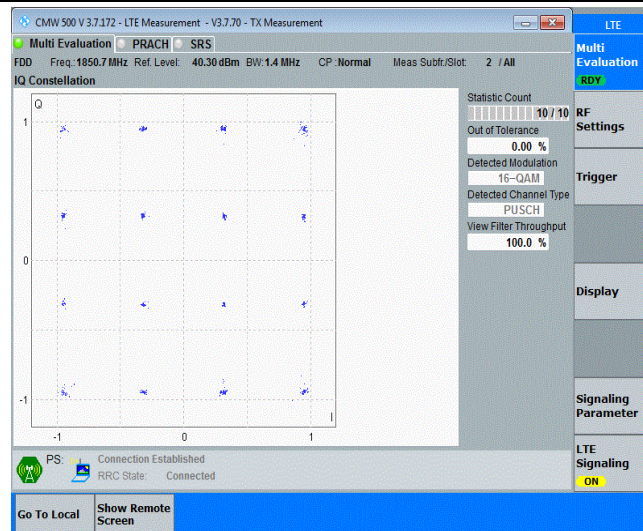 CMW 500 V 3.7.172 - LTE Measurement - V3.7.70 - TX Measurement
LTE
Multi Evaluation PRACH SRS
FDD Freq.: 1850.7 MHz Ref. Level: 40.30 dBm BW: 1.4 MHz CP : Normal Meas Subfr./Slot: 2 / All
IQ Constellation
Q
1
0
-1
I
-1 0 1
Statistic Count
10 / 10
Out of Tolerance
0.00 %
Detected Modulation
16-QAM
Detected Channel Type
PUSCH
View Filter Throughput
100.0 %
Multi
Evaluation
RDY
RF
Settings
Trigger
Display
Signaling
Parameter
LTE
Signaling
ON
PS: Connection Established
RRC State: Connected
Go To Local
Show Remote
Screen